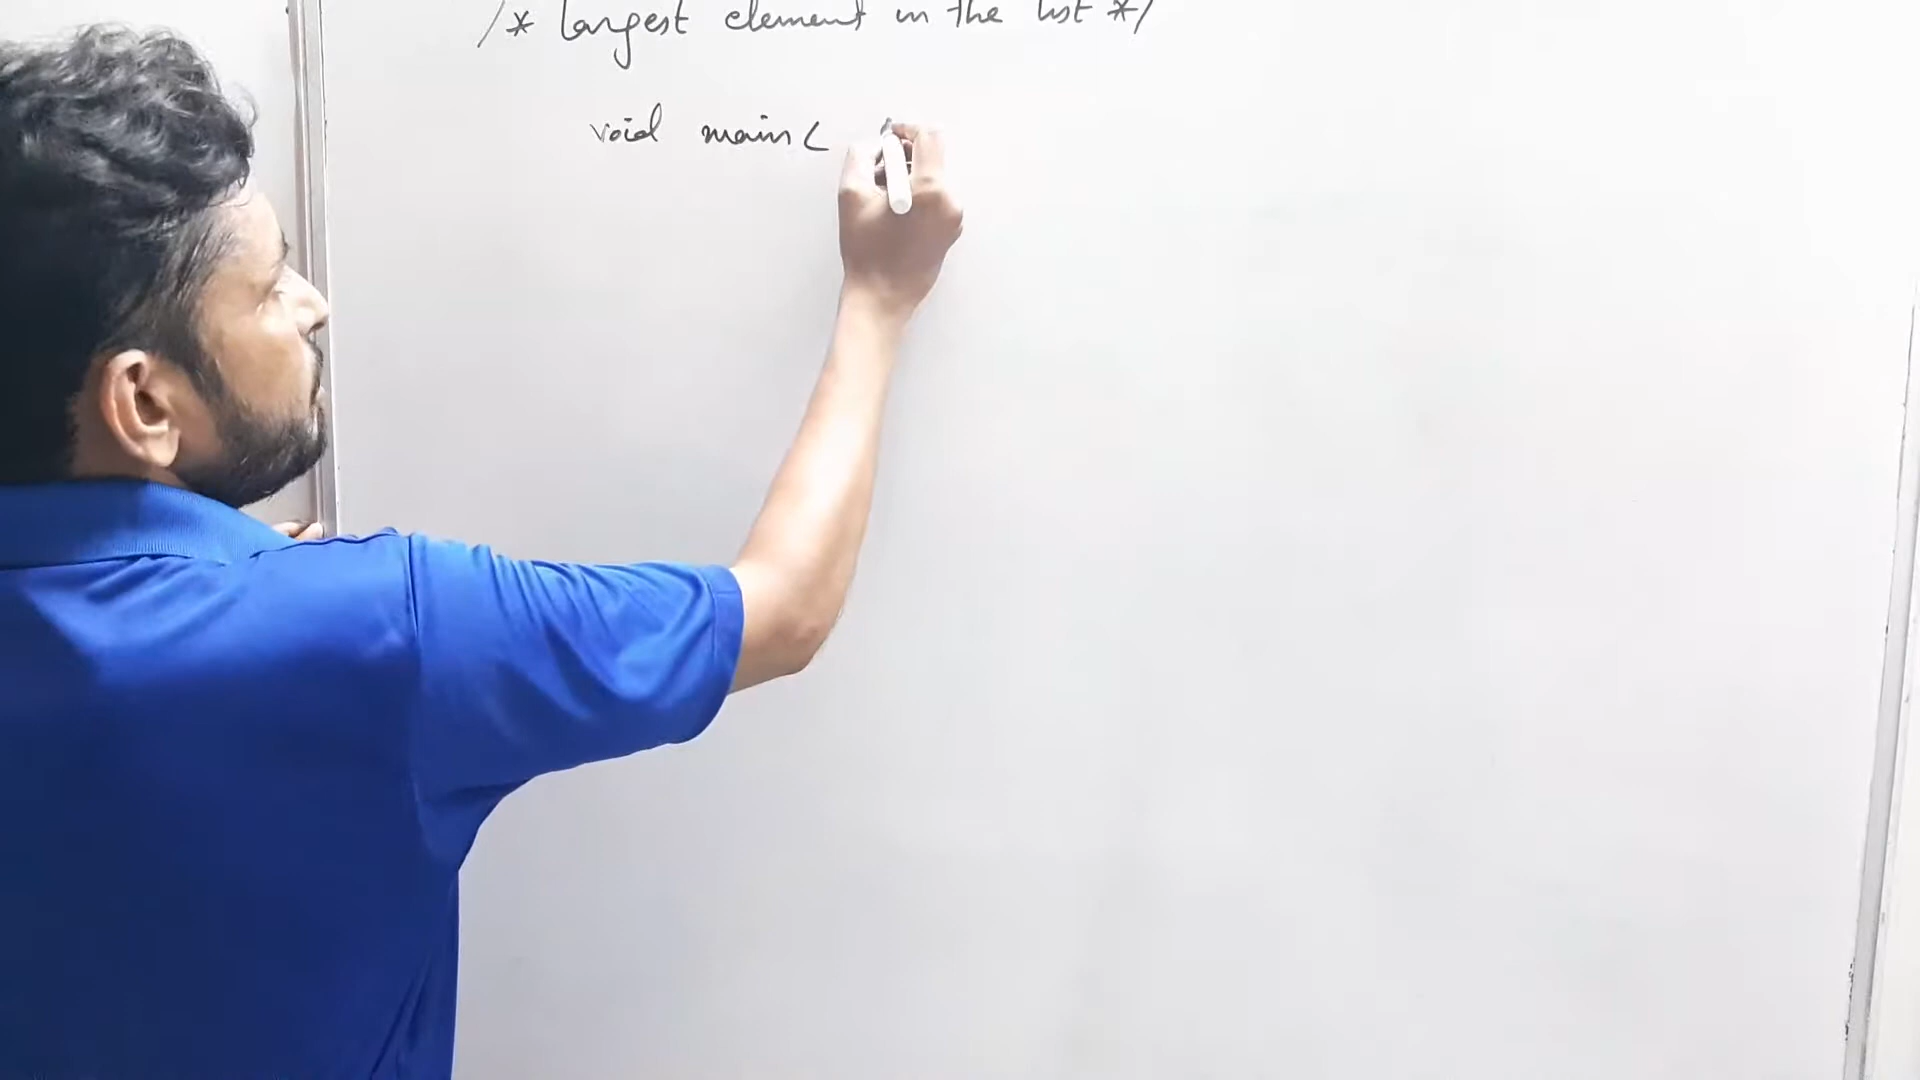 /* largest element in the list */
void main (